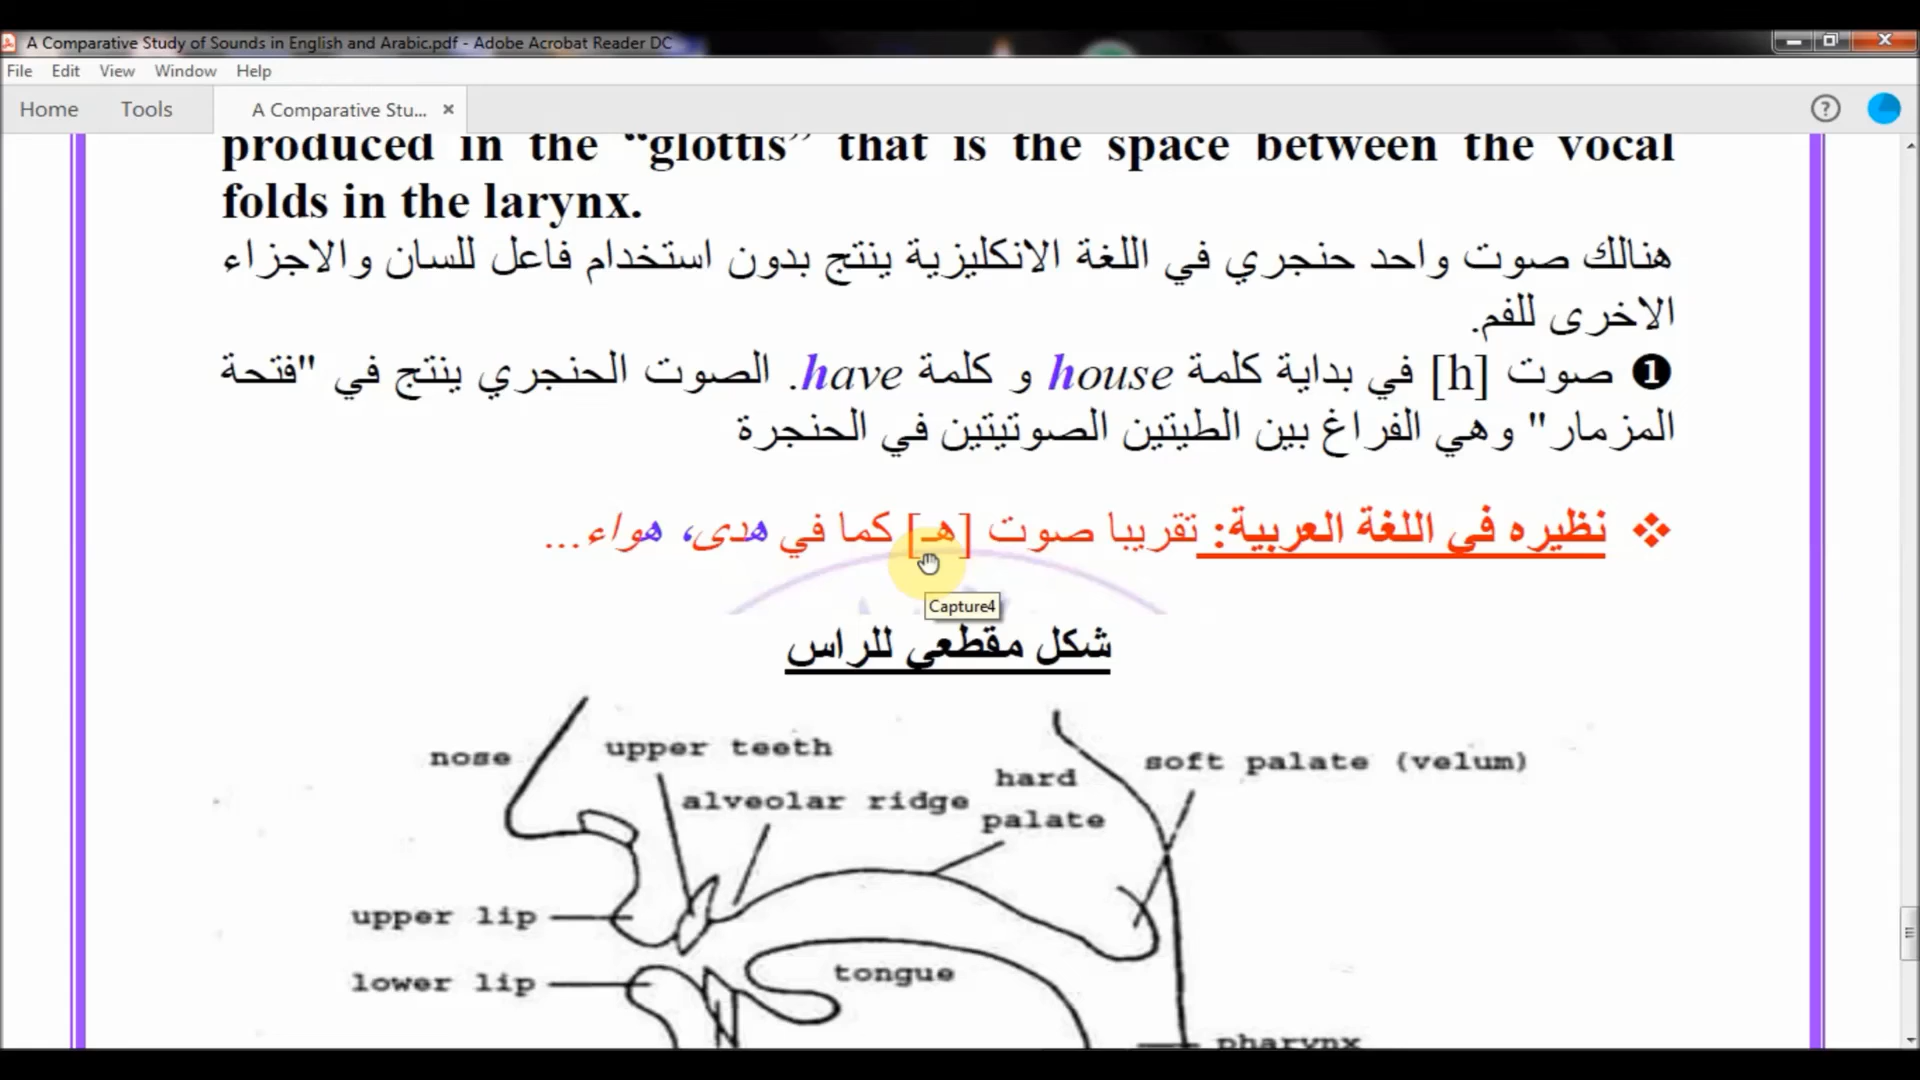 A Comparative Study of Sounds in English and Arabic.pdf - Adobe Acrobat Reader DC
File Edit View Window Help
Home Tools A Comparative Stu... ×
produced in the “glottis” that is the space between the vocal
folds in the larynx.
هنالك صوت واحد حنجري في اللغة الانكليزية ينتج بدون استخدام فاعل للسان والاجزاء
الاخرى للفم.
❶ صوت [h] في بداية كلمة house و كلمة have. الصوت الحنجري ينتج في "فتحة
المزمار" وهي الفراغ بين الطيتين الصوتيتين في الحنجرة
❖ نظيره في اللغة العربية: تقريبا صوت [هـ] كما في هدى، هواء...
Capture4
شكل مقطعي للراس
nose
upper teeth
soft palate (velum)
hard
palate
alveolar ridge
upper lip
tongue
lower lip
pharynx